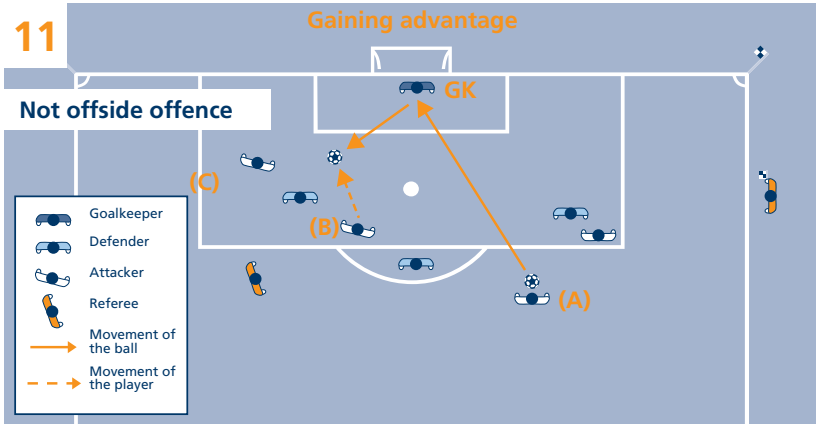 11
Gaining advantage
GK
Not offside offence
(C)
(B)
(A)
Goalkeeper
Defender
Attacker
Referee
Movement of
the ball
Movement of
the player